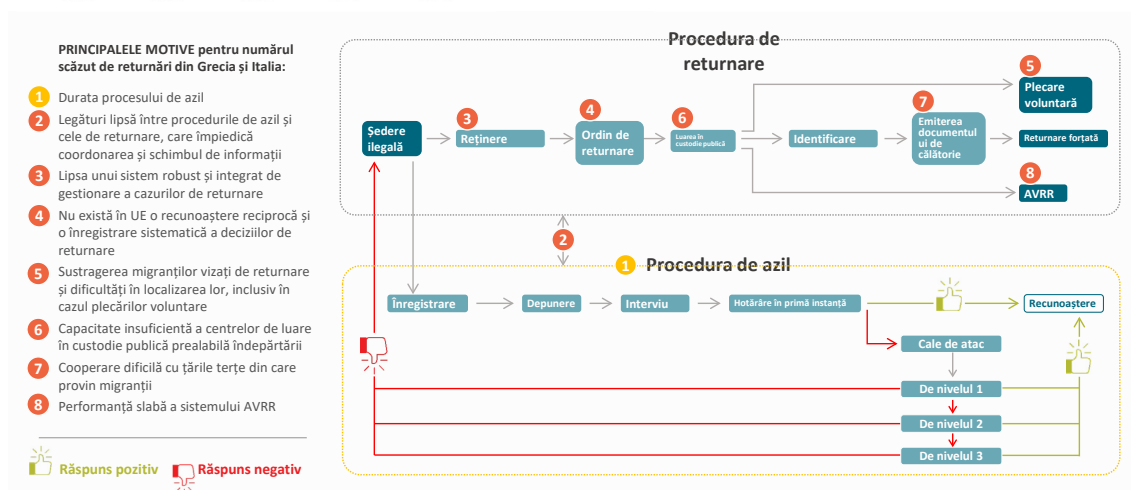 PRINCIPALELE MOTIVE pentru numărul
scăzut de returnări din Grecia și Italia:
1 Durata procesului de azil
2 Legături lipsă între procedurile de azil și
cele de returnare, care împiedică
coordonarea și schimbul de informații
3 Lipsa unui sistem robust și integrat de
gestionare a cazurilor de returnare
4 Nu există în UE o recunoaștere reciprocă și
o înregistrare sistematică a deciziilor de
returnare
5 Sustragerea migranților vizați de returnare
și dificultăți în localizarea lor, inclusiv în
cazul plecărilor voluntare
6 Capacitate insuficientă a centrelor de luare
în custodie publică prealabilă îndepărtării
7 Cooperare dificilă cu țările terțe din care
provin migranții
8 Performanță slabă a sistemului AVRR
Răspuns pozitiv
Răspuns negativ
Procedura de
returnare
Ședere
ilegală
3
Reținere
4
Ordin de
returnare
6
Luarea în
custodie publică
Identificare
7
Emiterea
documentul
ui de
călătorie
5
Plecare
voluntară
Returnare forțată
8
AVRR
2
1 Procedura de azil
Înregistrare
Depunere
Interviu
Hotărâre în primă instanță
Recunoaștere
Cale de atac
De nivelul 1
De nivelul 2
De nivelul 3